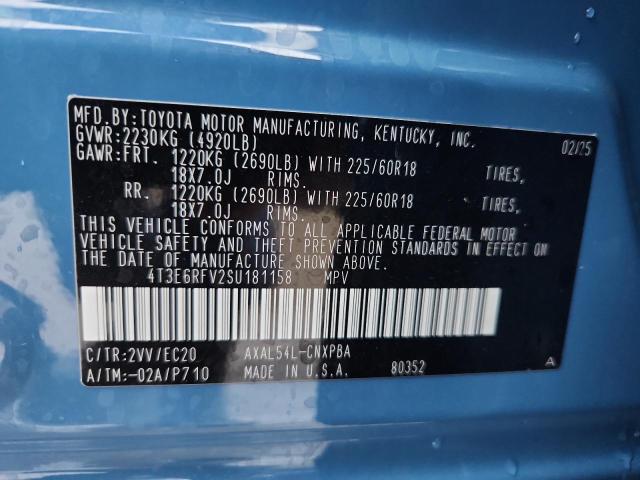 MFD.BY:TOYOTA MOTOR MANUFACTURING, KENTUCKY, INC. 02/25
GVWR:2230KG (4920LB)
GAWR:FRT. 1220KG (2690LB) WITH 225/60R18 TIRES,
18X7.0J RIMS.
RR. 1220KG (2690LB) WITH 225/60R18 TIRES,
18X7.0J RIMS.
THIS VEHICLE CONFORMS TO ALL APPLICABLE FEDERAL MOTOR
VEHICLE SAFETY AND THEFT PREVENTION STANDARDS IN EFFECT ON
THE DATE OF MANUFACTURE SHOWN ABOVE.
4T3E6RFV2SU181158 MPV
C/TR:2VV/EC20 AXAL54L-CNXPBA
A/TM:-02A/P710 MADE IN U.S.A. 80352 A